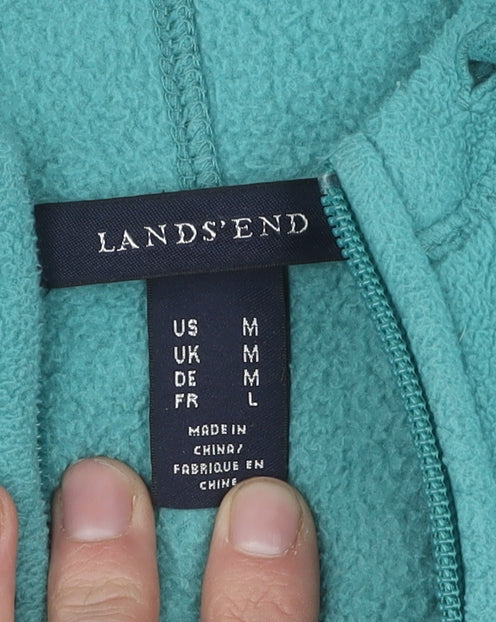 LANDS' END
US M
UK M
DE M
FR L
MADE IN
CHINA/
FABRIQUE EN
CHINE